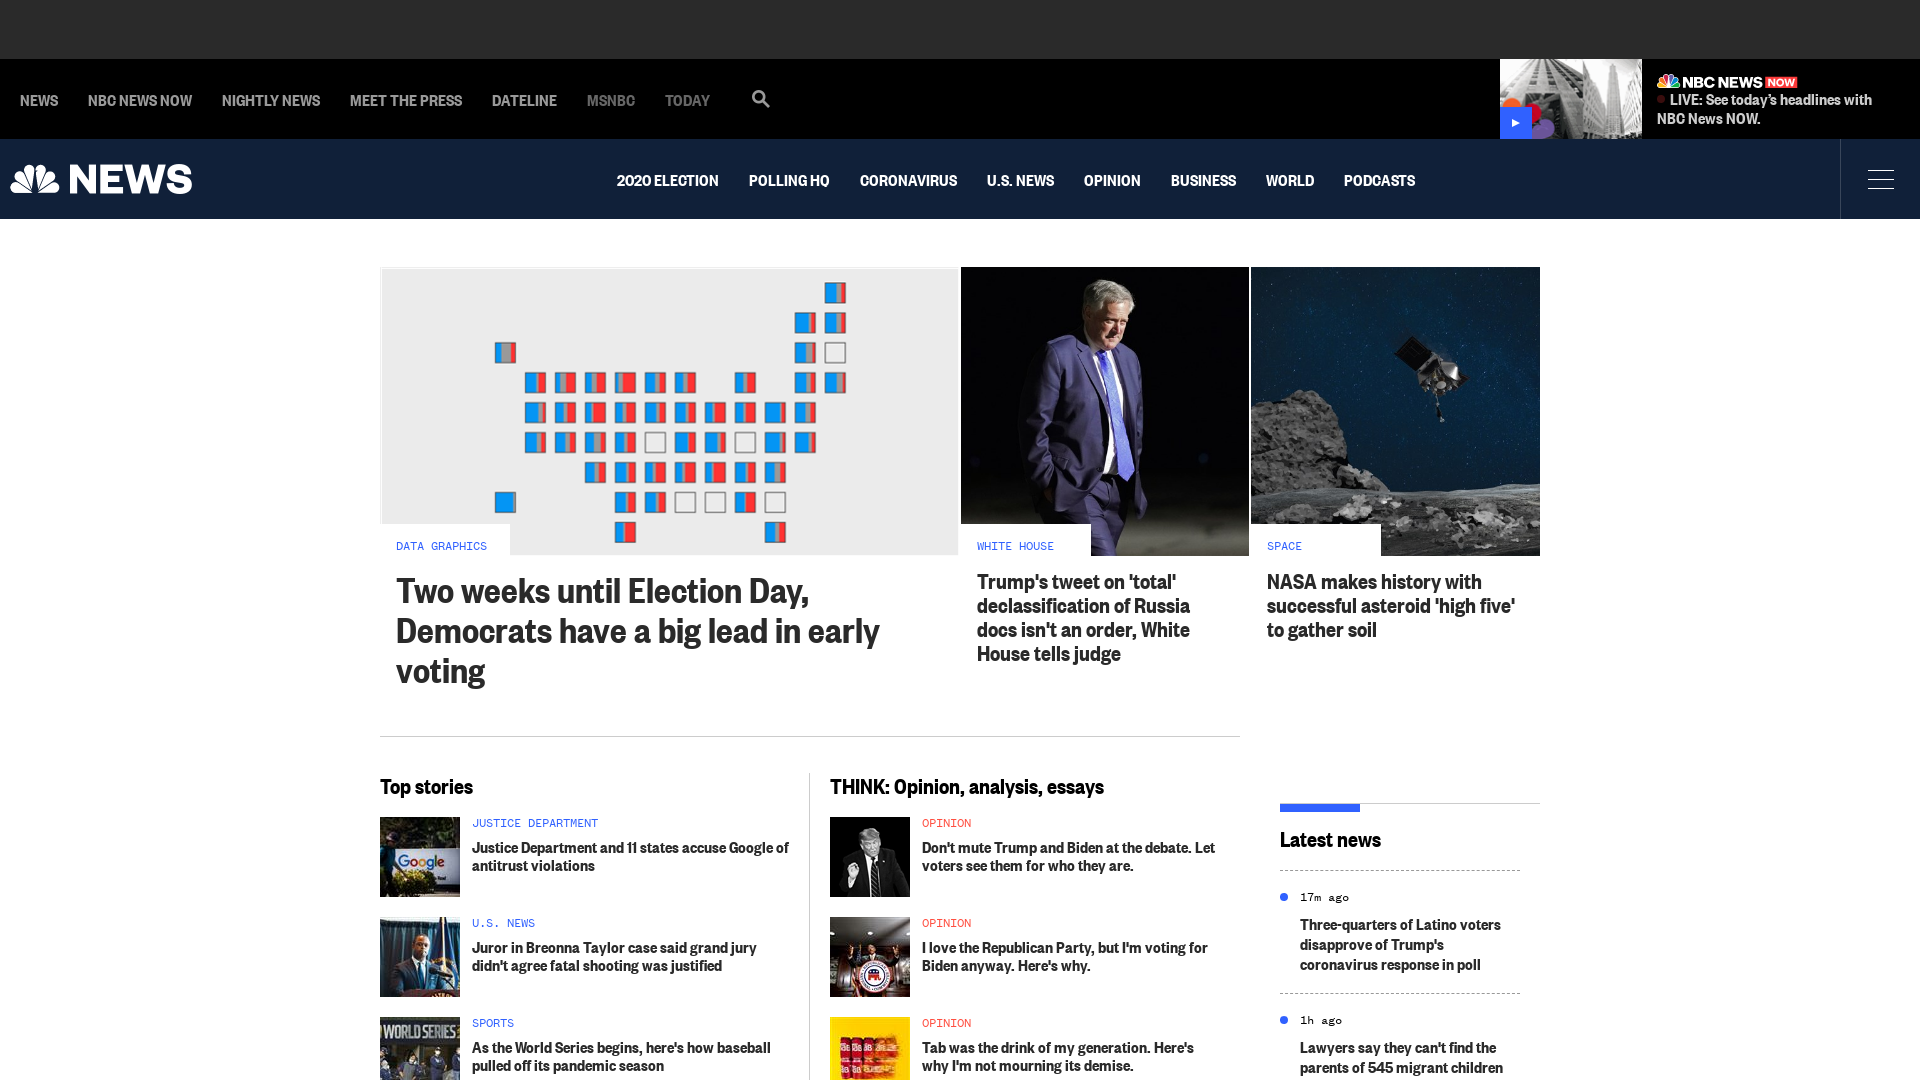 NEWS
NBC NEWS NOW
NIGHTLY NEWS
MEET THE PRESS
DATELINE
MSNBC
TODAY
NBC NEWS NOW
LIVE: See today's headlines with
NBC News NOW.
NEWS
2020 ELECTION
POLLING HQ
CORONAVIRUS
U.S. NEWS
OPINION
BUSINESS
WORLD
PODCASTS
DATA GRAPHICS
Two weeks until Election Day,
Democrats have a big lead in early
voting
WHITE HOUSE
Trump's tweet on 'total'
declassification of Russia
docs isn't an order, White
House tells judge
SPACE
NASA makes history with
successful asteroid 'high five'
to gather soil
Top stories
Google
JUSTICE DEPARTMENT
Justice Department and 11 states accuse Google of
antitrust violations
U.S. NEWS
Juror in Breonna Taylor case said grand jury
didn't agree fatal shooting was justified
WORLD SERIES
SPORTS
As the World Series begins, here's how baseball
pulled off its pandemic season
THINK: Opinion, analysis, essays
OPINION
Don't mute Trump and Biden at the debate. Let
voters see them for who they are.
OPINION
I love the Republican Party, but I'm voting for
Biden anyway. Here's why.
OPINION
Tab was the drink of my generation. Here's
why I'm not mourning its demise.
Latest news
17m ago
Three-quarters of Latino voters
disapprove of Trump's
coronavirus response in poll
1h ago
Lawyers say they can't find the
parents of 545 migrant children